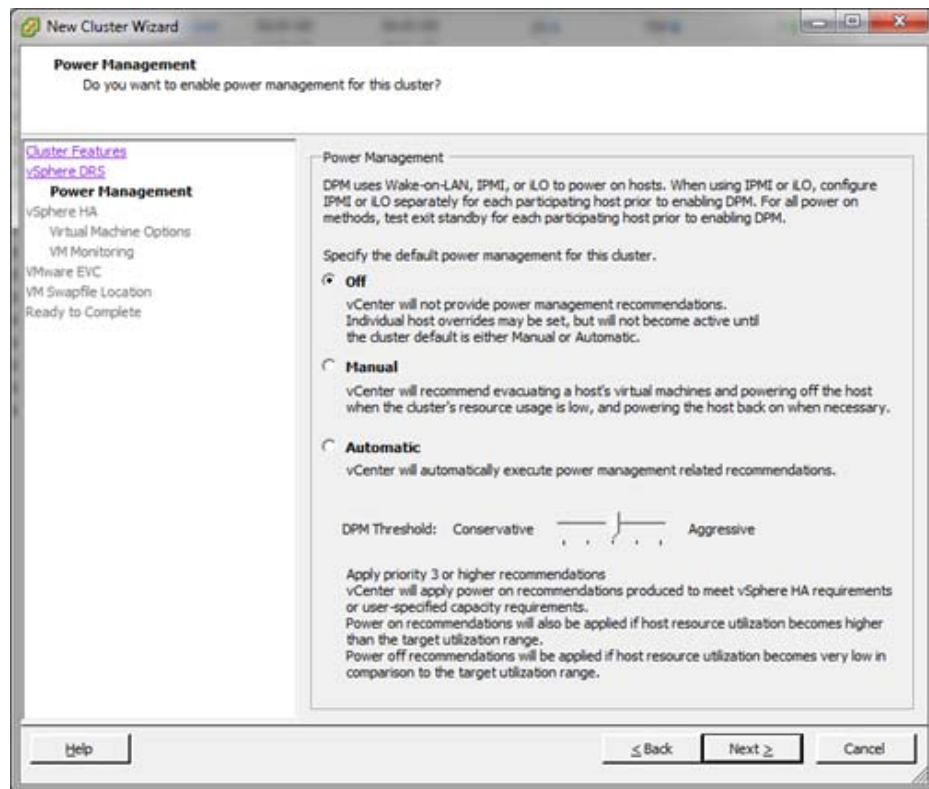 New Cluster Wizard
Power Management
Do you want to enable power management for this cluster?
Cluster Features
vSphere DRS
Power Management
vSphere HA
Virtual Machine Options
VM Monitoring
VMware EVC
VM Swapfile Location
Ready to Complete
Power Management
DPM uses Wake-on-LAN, IPMI, or iLO to power on hosts. When using IPMI or iLO, configure
IPMI or iLO separately for each participating host prior to enabling DPM. For all power on
methods, test exit standby for each participating host prior to enabling DPM.
Specify the default power management for this cluster.
Off
vCenter will not provide power management recommendations.
Individual host overrides may be set, but will not become active until
the cluster default is either Manual or Automatic.
Manual
vCenter will recommend evacuating a host's virtual machines and powering off the host
when the cluster's resource usage is low, and powering the host back on when necessary.
Automatic
vCenter will automatically execute power management related recommendations.
DPM Threshold: Conservative Aggressive
Apply priority 3 or higher recommendations
vCenter will apply power on recommendations produced to meet vSphere HA requirements
or user-specified capacity requirements.
Power on recommendations will also be applied if host resource utilization becomes higher
than the target utilization range.
Power off recommendations will be applied if host resource utilization becomes very low in
comparison to the target utilization range.
Help ≤ Back Next ≥ Cancel